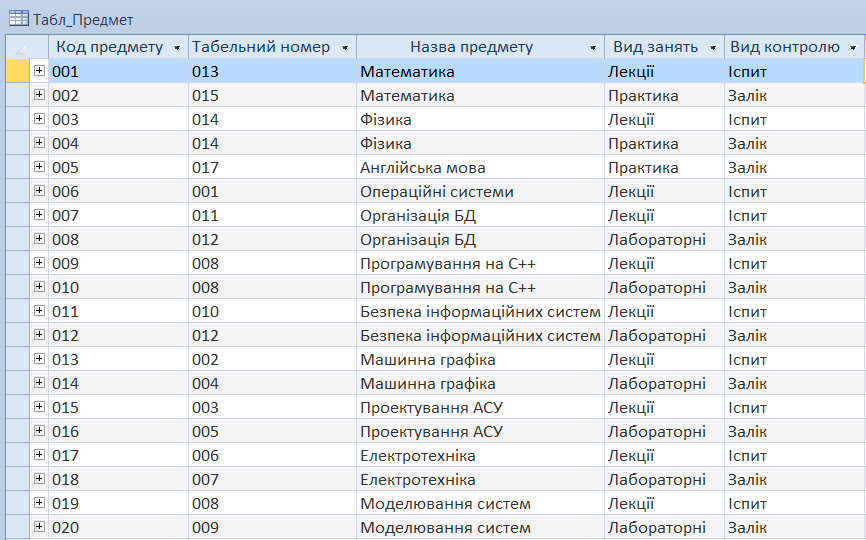 Табл_Предмет
Код предмету Табельний номер Назва предмету Вид занять Вид контролю
001 013 Математика Лекції Іспит
002 015 Математика Практика Залік
003 014 Фізика Лекції Іспит
004 014 Фізика Практика Залік
005 017 Англійська мова Практика Залік
006 001 Операційні системи Лекції Іспит
007 011 Організація БД Лекції Іспит
008 012 Організація БД Лабораторні Залік
009 008 Програмування на С++ Лекції Іспит
010 008 Програмування на С++ Лабораторні Залік
011 010 Безпека інформаційних систем Лекції Іспит
012 012 Безпека інформаційних систем Лабораторні Залік
013 002 Машинна графіка Лекції Іспит
014 004 Машинна графіка Лабораторні Залік
015 003 Проектування АСУ Лекції Іспит
016 005 Проектування АСУ Лабораторні Залік
017 006 Електротехніка Лекції Іспит
018 007 Електротехніка Лабораторні Залік
019 008 Моделювання систем Лекції Іспит
020 009 Моделювання систем Лабораторні Залік